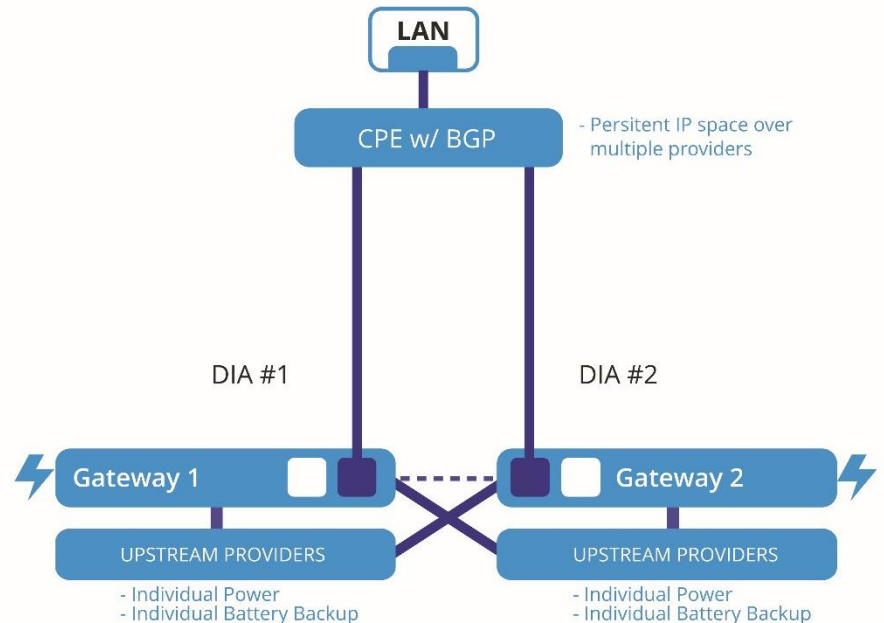 LAN
CPE w/ BGP
- Persitent IP space over
multiple providers
DIA #1
DIA #2
Gateway 1
Gateway 2
UPSTREAM PROVIDERS
UPSTREAM PROVIDERS
- Individual Power
- Individual Battery Backup
- Individual Power
- Individual Battery Backup